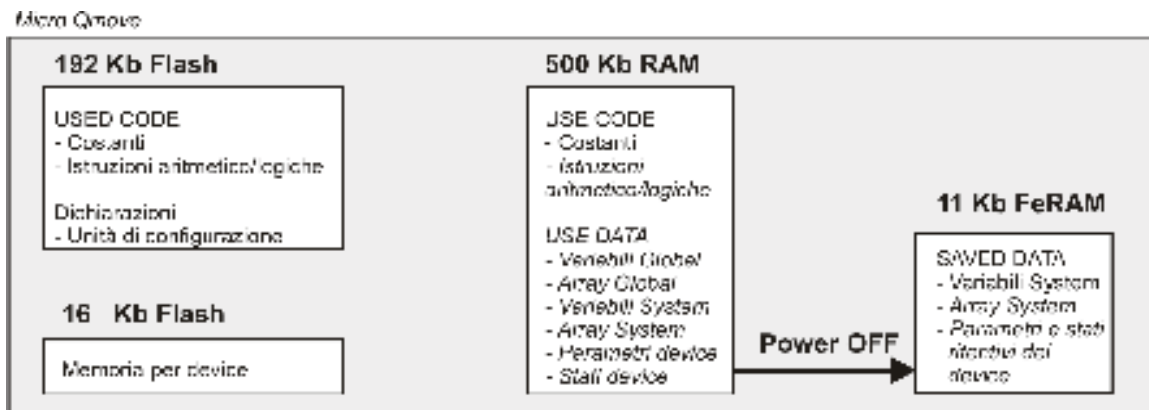 Micro Qmove
192 Kb Flash
USED CODE
- Costanti
- Istruzioni aritmetico/logiche
Dichiarazioni
- Unità di configurazione
16 Kb Flash
Memoria per device
500 Kb RAM
USE CODE
- Costanti
- Istruzioni
aritmetico/logiche
USE DATA
- Variabili Global
- Array Global
- Variabili System
- Array System
- Parametri device
- Stati device
Power OFF
11 Kb FeRAM
SAVED DATA
- Variabili System
- Array System
- Parametri e stati
ritentivi dei
device